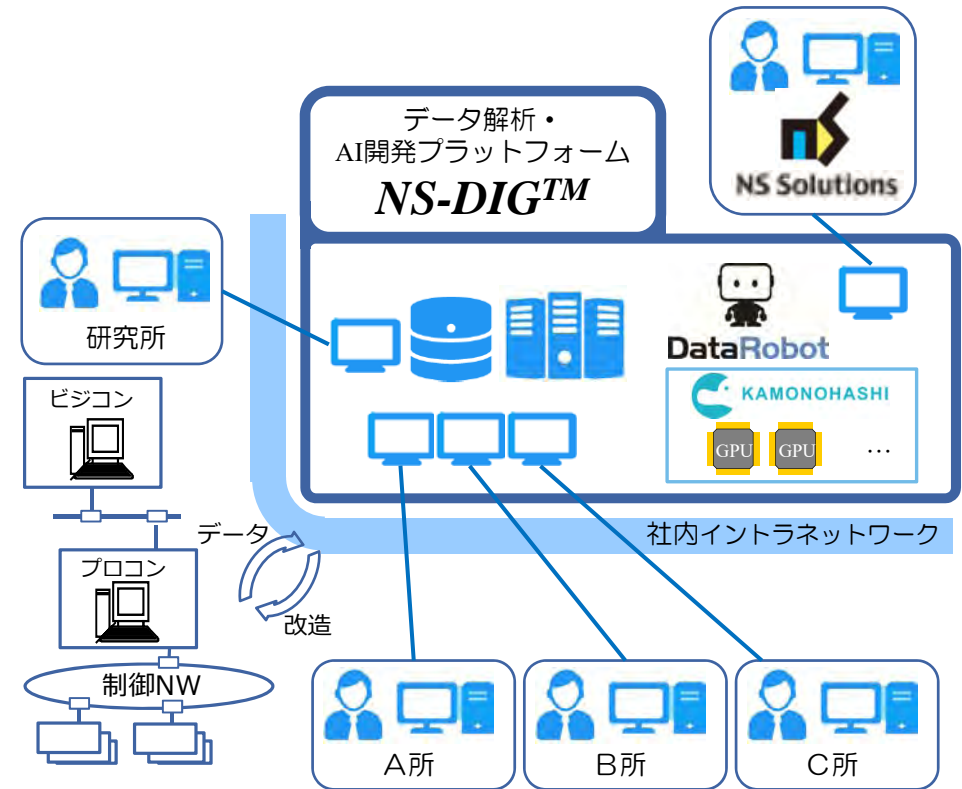 データ解析・
AI開発プラットフォーム
NS-DIG™
NS Solutions
研究所
DataRobot
KAMONOHASHI
GPU
GPU
…
ビジコン
データ
社内イントラネットワーク
プロコン
改造
制御NW
A所
B所
C所